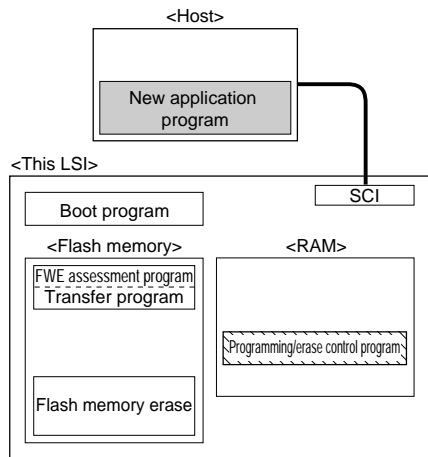 <Host>
New application
program
<This LSI>
SCI
Boot program
<Flash memory>
<RAM>
FWE assessment program
Transfer program
Programming/erase control program
Flash memory erase